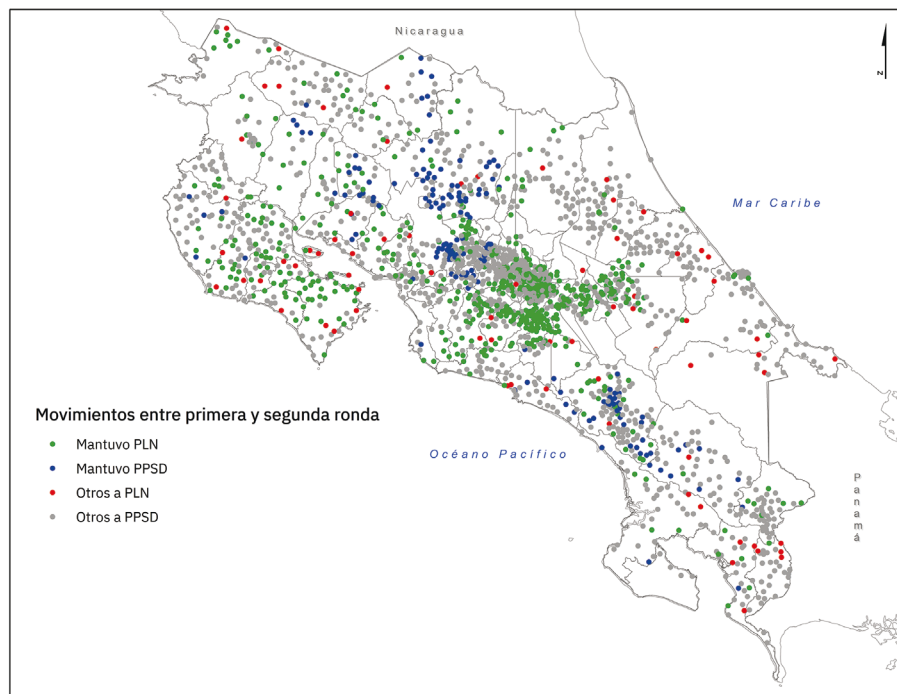 Nicaragua
N
Mar Caribe
Movimientos entre primera y segunda ronda
Mantuvo PLN
Mantuvo PPSD
Otros a PLN
Otros a PPSD
Océano Pacífico
Panamá